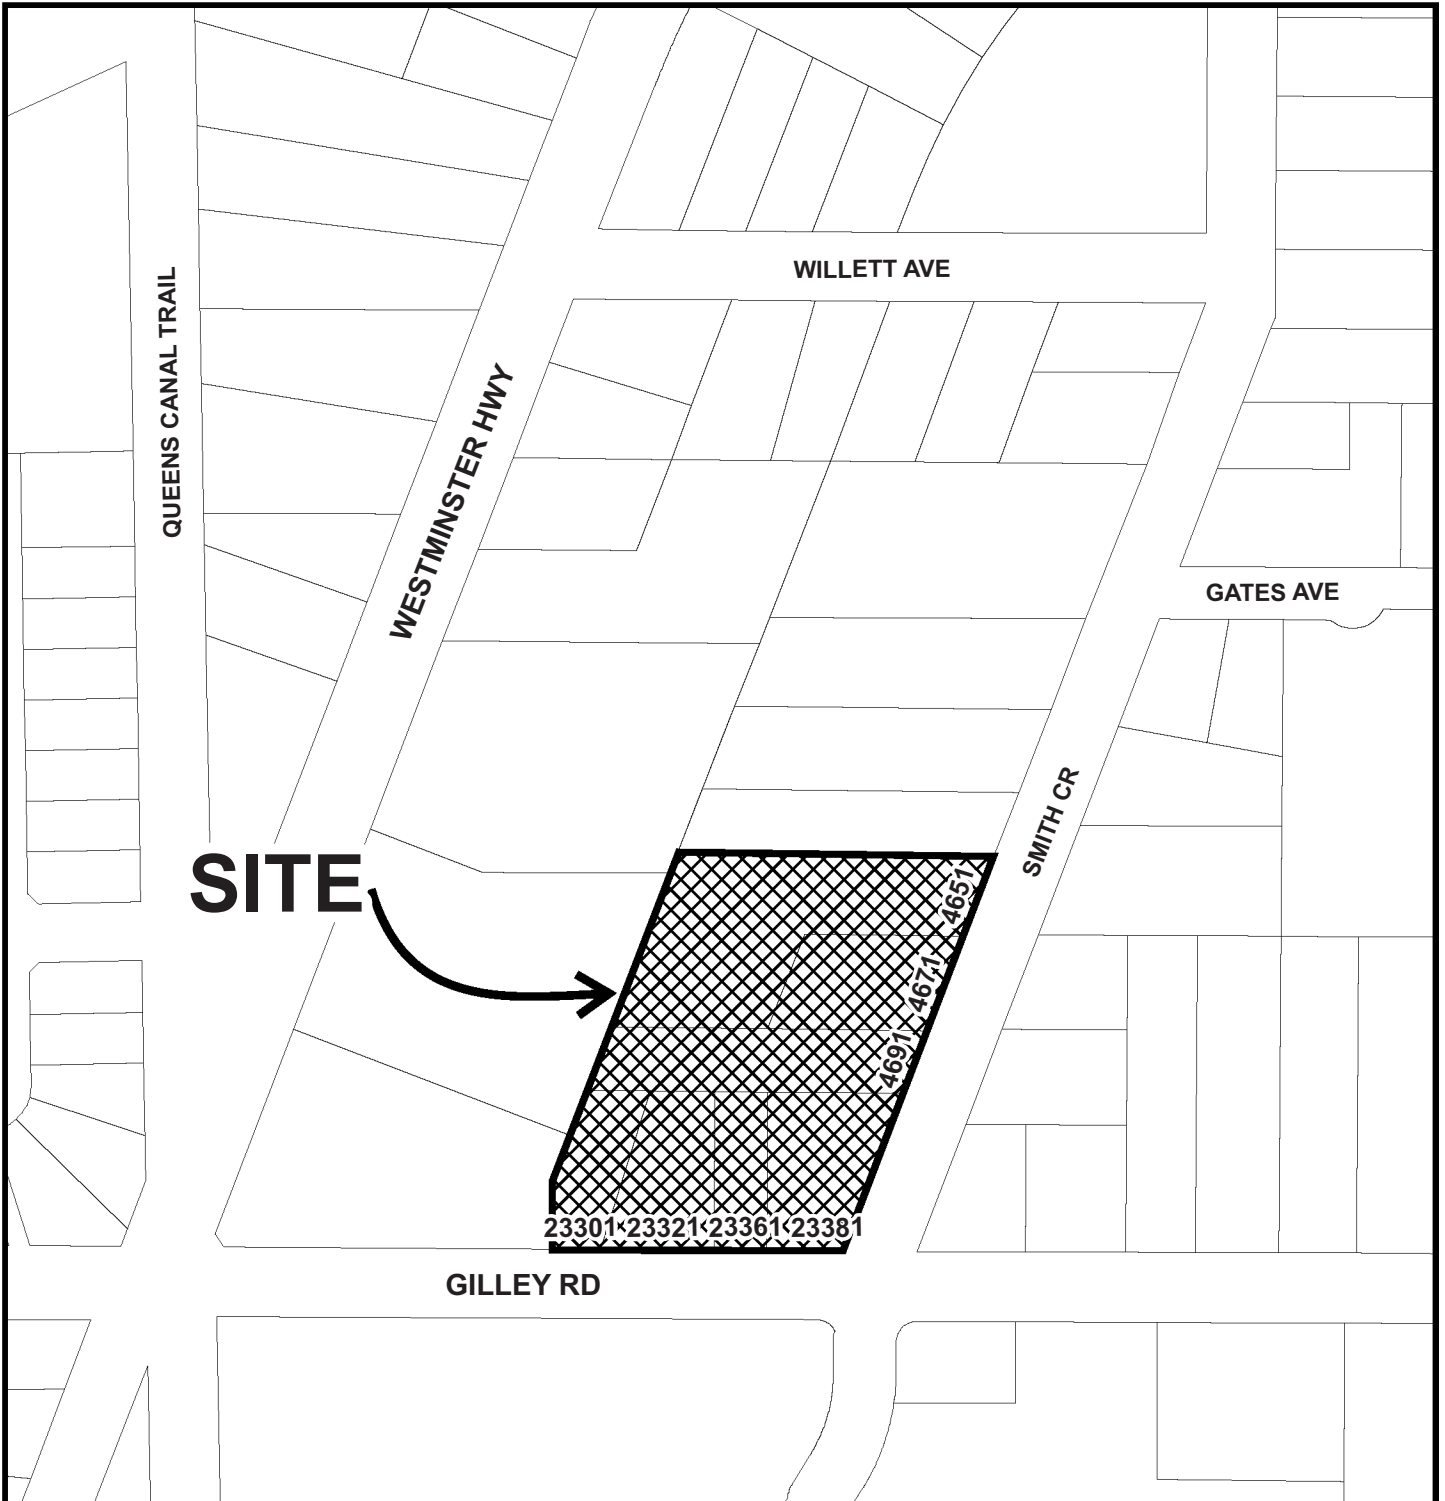 WILLETT AVE
QUEENS CANAL TRAIL
WESTMINSTER HWY
GATES AVE
SMITH CR
SITE
4651
4671
4691
23301 23321 23361 23381
GILLEY RD